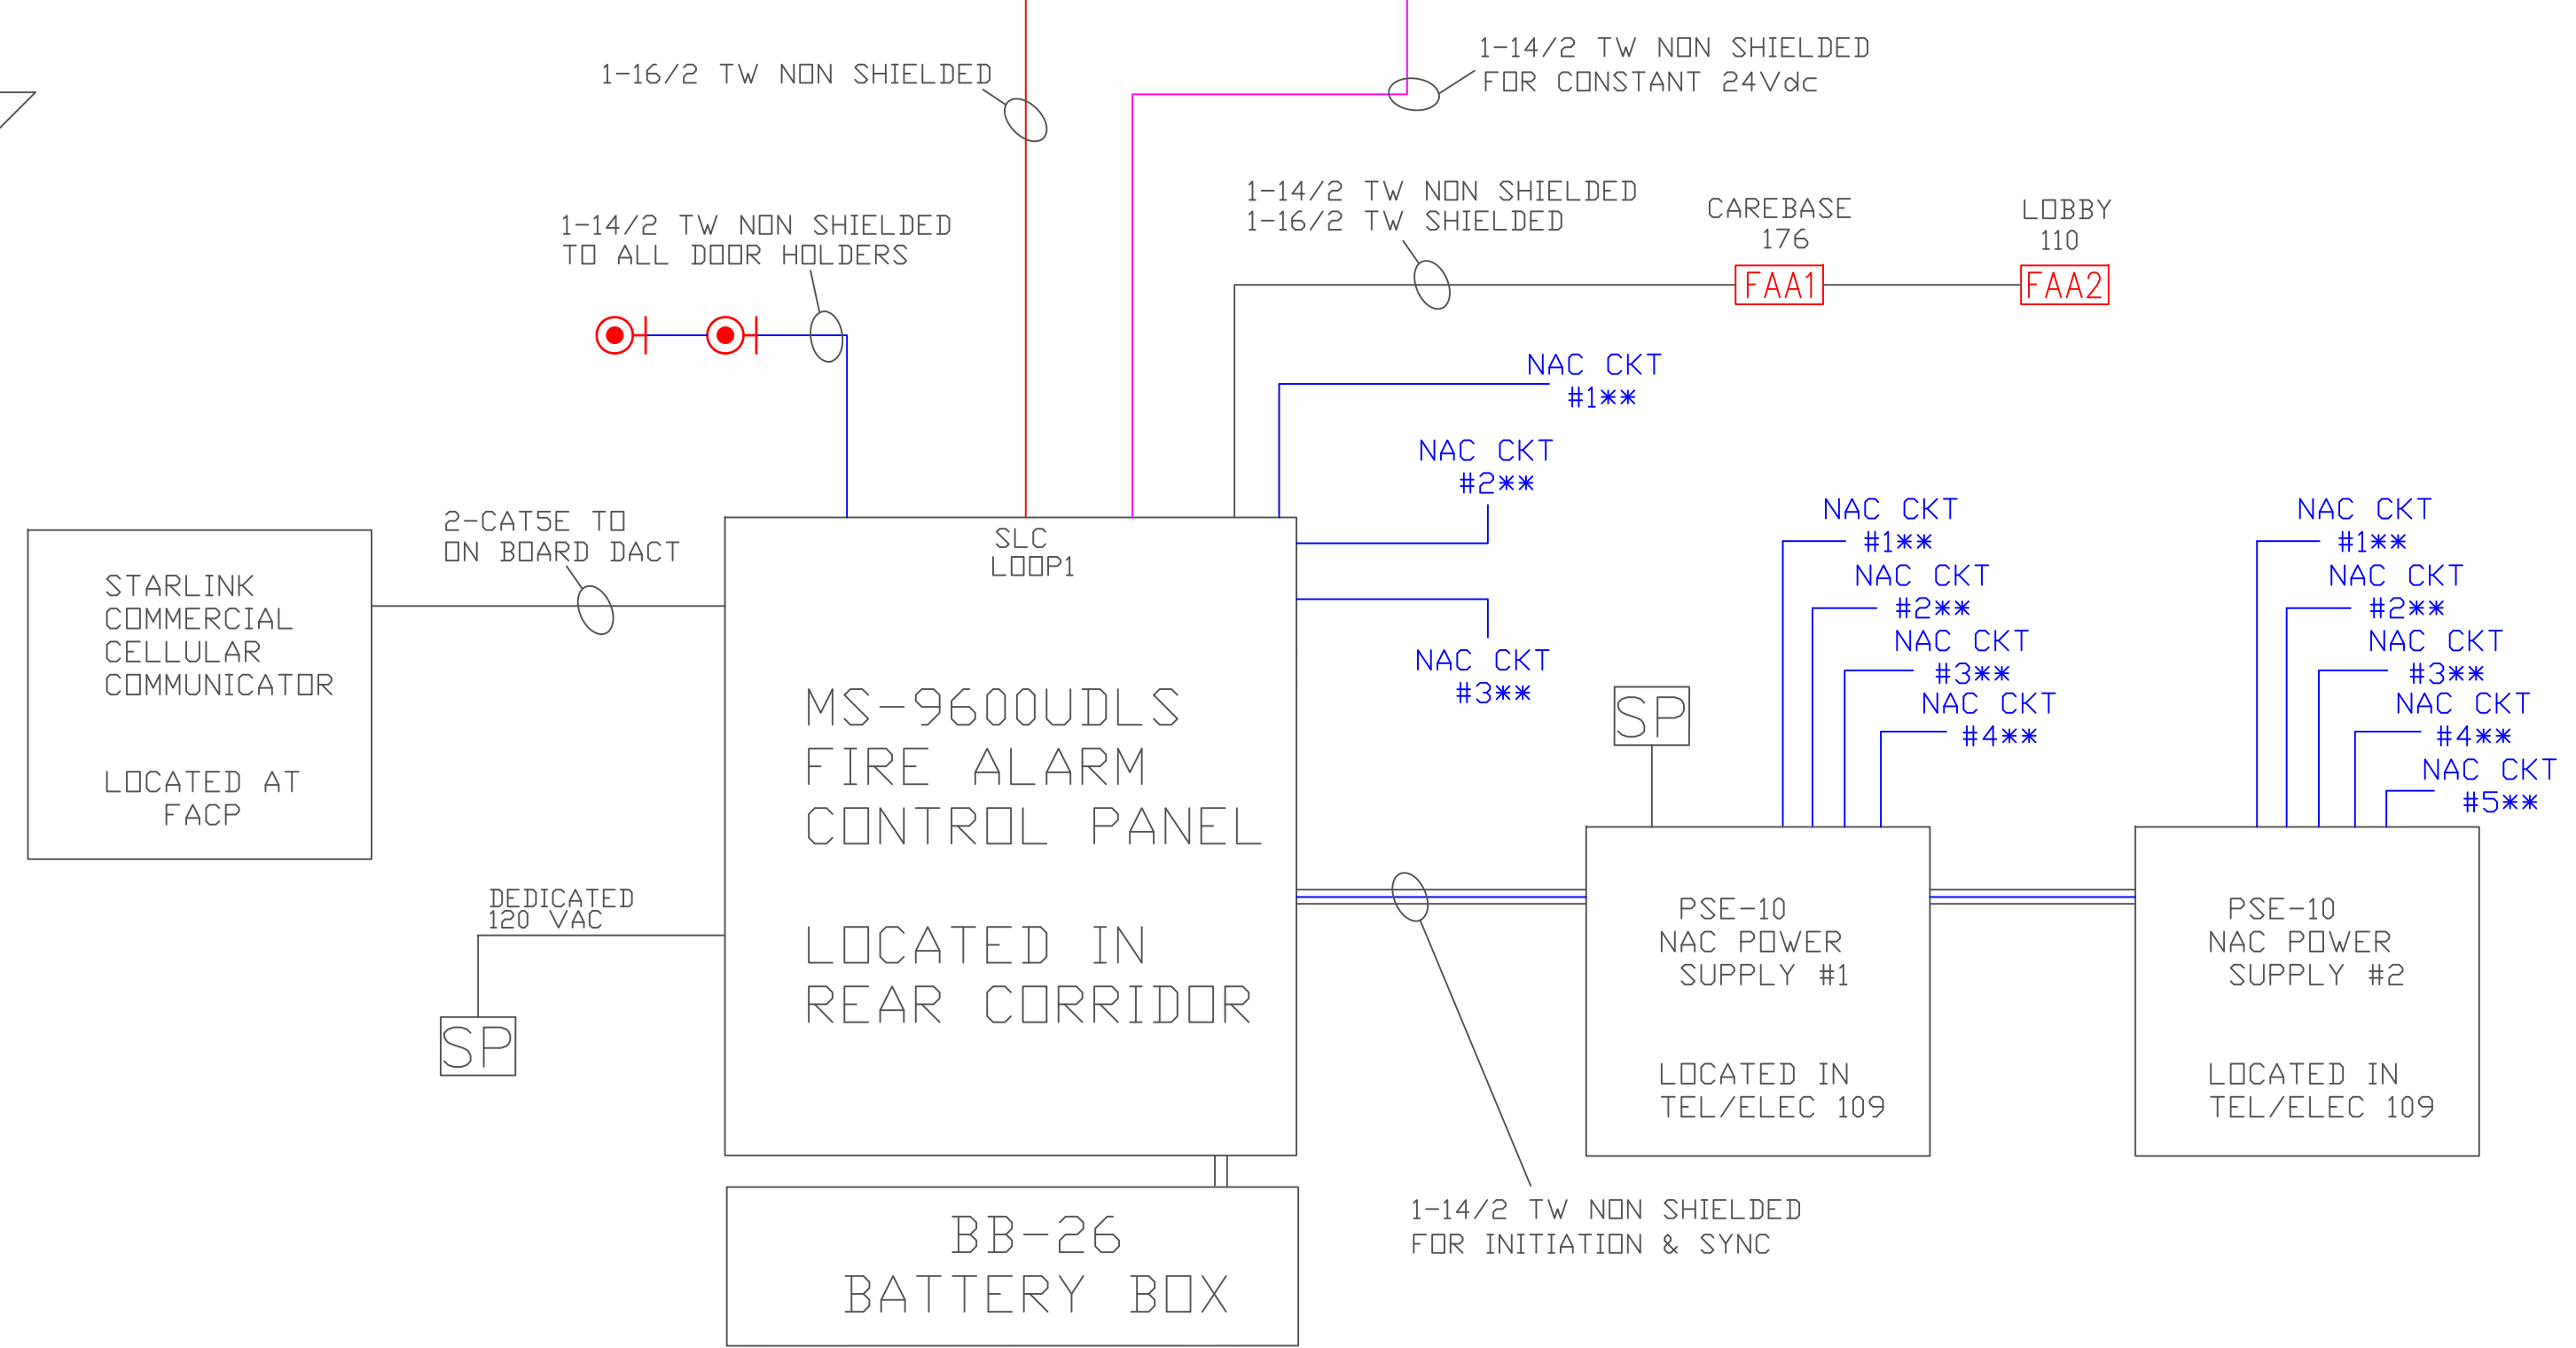 1-16/2 TW NON SHIELDED
1-14/2 TW NON SHIELDED
FOR CONSTANT 24Vdc
1-14/2 TW NON SHIELDED
TO ALL DOOR HOLDERS
1-14/2 TW NON SHIELDED
1-16/2 TW SHIELDED
CAREBASE
176
LOBBY
110
FAA1
FAA2
NAC CKT
#1**
NAC CKT
#2**
NAC CKT
#3**
2-CAT5E TO
ON BOARD DACT
STARLINK
COMMERCIAL
CELLULAR
COMMUNICATOR
LOCATED AT
FACP
SLC
LOOP1
MS-9600UDLS
FIRE ALARM
CONTROL PANEL
LOCATED IN
REAR CORRIDOR
DEDICATED
120 VAC
SP
SP
NAC CKT
#1**
NAC CKT
#2**
NAC CKT
#3**
NAC CKT
#4**
NAC CKT
#1**
NAC CKT
#2**
NAC CKT
#3**
NAC CKT
#4**
NAC CKT
#5**
PSE-10
NAC POWER
SUPPLY #1
LOCATED IN
TEL/ELEC 109
PSE-10
NAC POWER
SUPPLY #2
LOCATED IN
TEL/ELEC 109
1-14/2 TW NON SHIELDED
FOR INITIATION & SYNC
BB-26
BATTERY BOX